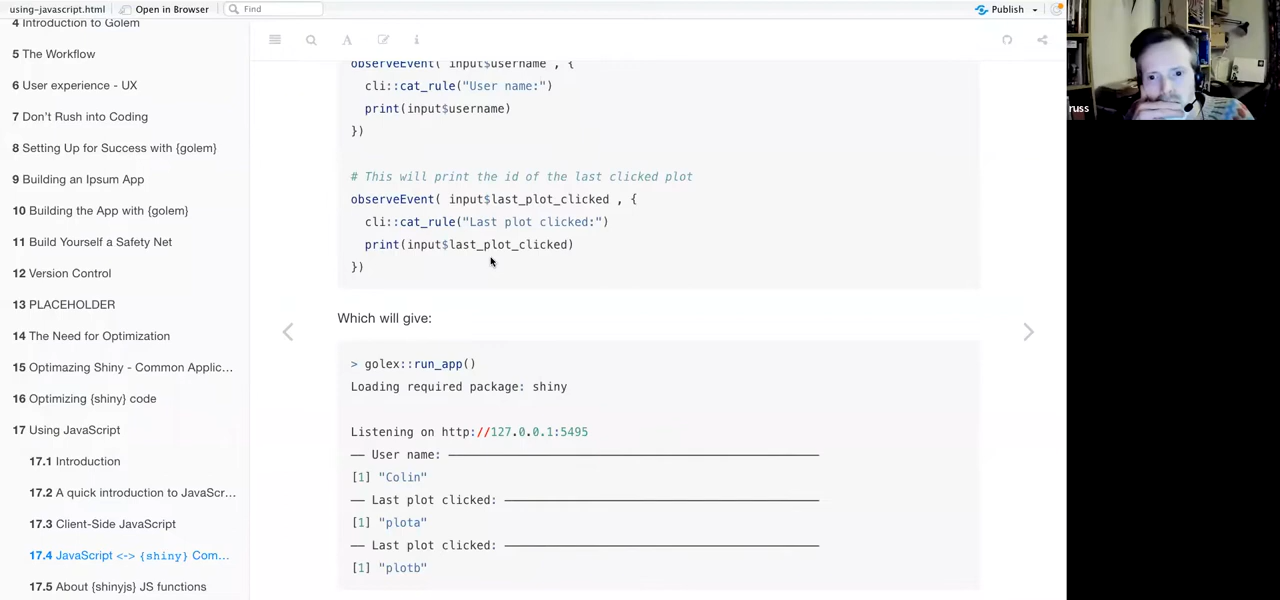 using-javascript.html
Open in Browser
Find
Publish
4 Introduction to Golem
5 The Workflow
6 User experience - UX
7 Don't Rush into Coding
8 Setting Up for Success with {golem}
9 Building an Ipsum App
10 Building the App with {golem}
11 Build Yourself a Safety Net
12 Version Control
13 PLACEHOLDER
14 The Need for Optimization
15 Optimazing Shiny - Common Applic...
16 Optimizing {shiny} code
17 Using JavaScript
17.1 Introduction
17.2 A quick introduction to JavaScr...
17.3 Client-Side JavaScript
17.4 JavaScript <-> {shiny} Com...
17.5 About {shinyjs} JS functions
observeEvent( input$username , {
cli::cat_rule("User name:")
print(input$username)
})
# This will print the id of the last clicked plot
observeEvent( input$last_plot_clicked , {
cli::cat_rule("Last plot clicked:")
print(input$last_plot_clicked)
})
Which will give:
> golex::run_app()
Loading required package: shiny
Listening on http://127.0.0.1:5495
── User name: ─────────────────────────────
[1] "Colin"
── Last plot clicked: ─────────────────────────────
[1] "plota"
── Last plot clicked: ─────────────────────────────
[1] "plotb"
russ